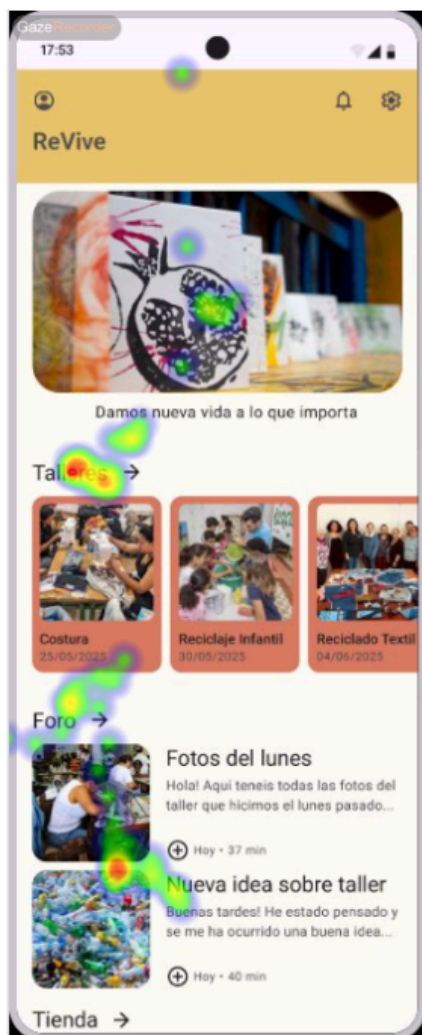 GazeRecorder
17:53
ReVive
Damos nueva vida a lo que importa
Talleres →
Costura
25/05/2025
Reciclaje Infantil
30/05/2025
Reciclado Textil
04/06/2025
Foro →
Fotos del lunes
Hola! Aqui teneis todas las fotos del
taller que hicimos el lunes pasado...
Hoy • 37 min
Nueva idea sobre taller
Buenas tardes! He estado pensado y
se me ha ocurrido una buena idea...
Hoy • 40 min
Tienda →